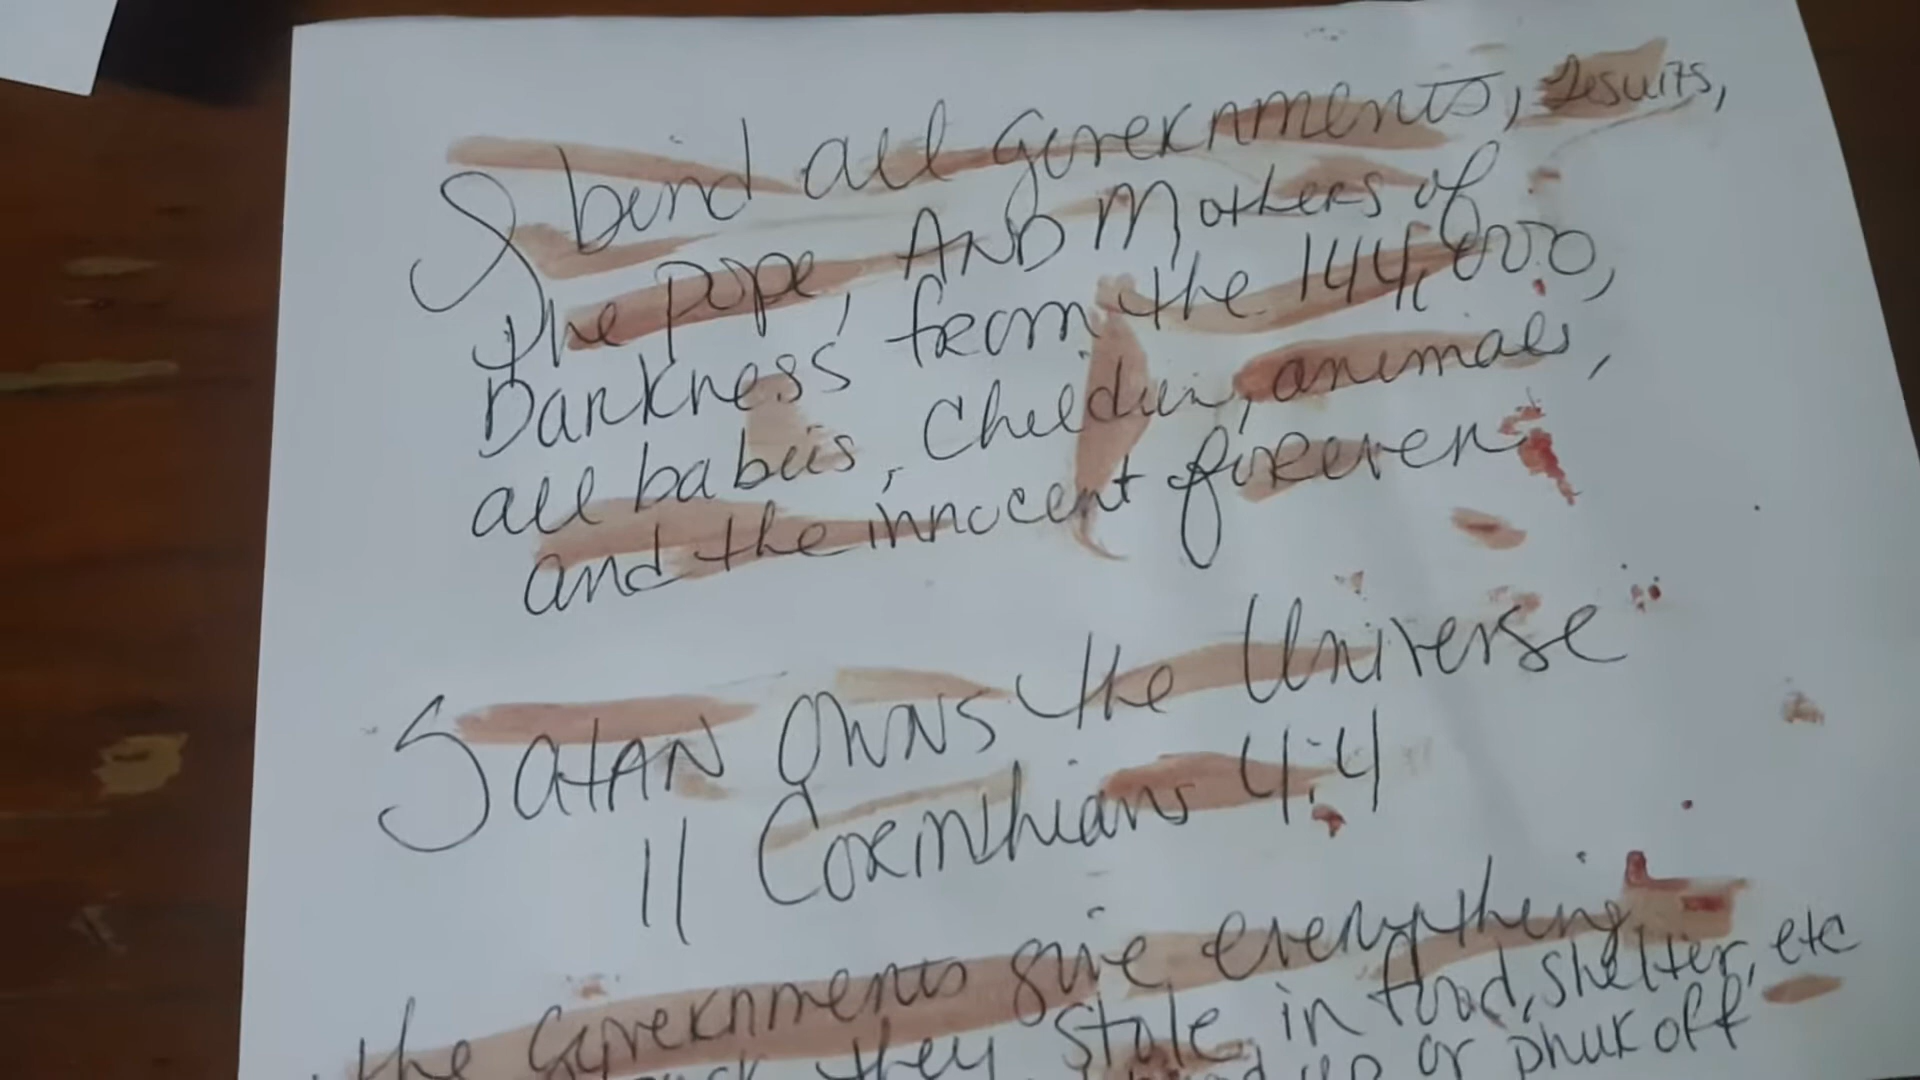 I bind all governments, Jesuits,
the pope, AND Mothers of
Darkness from the 144,000,
all babies, Children, animals,
and the innocent forever
SatAN OWNS the Universe
11 Corinthians 4:4
the Governments give everything
they stole in food, shelter, etc
up or phuk off